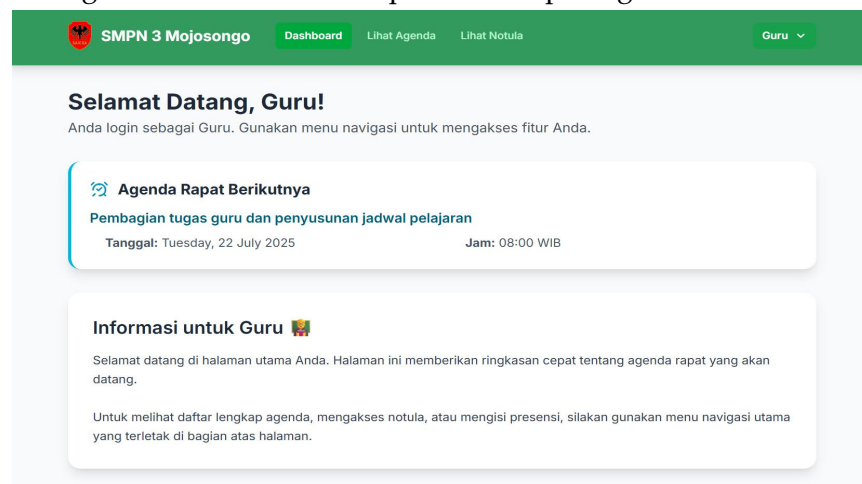 SMPN 3 Mojosongo
Dashboard
Lihat Agenda
Lihat Notula
Guru
Selamat Datang, Guru!
Anda login sebagai Guru. Gunakan menu navigasi untuk mengakses fitur Anda.
Agenda Rapat Berikutnya
Pembagian tugas guru dan penyusunan jadwal pelajaran
Tanggal: Tuesday, 22 July 2025
Jam: 08:00 WIB
Informasi untuk Guru
Selamat datang di halaman utama Anda. Halaman ini memberikan ringkasan cepat tentang agenda rapat yang akan
datang.
Untuk melihat daftar lengkap agenda, mengakses notula, atau mengisi presensi, silakan gunakan menu navigasi utama
yang terletak di bagian atas halaman.